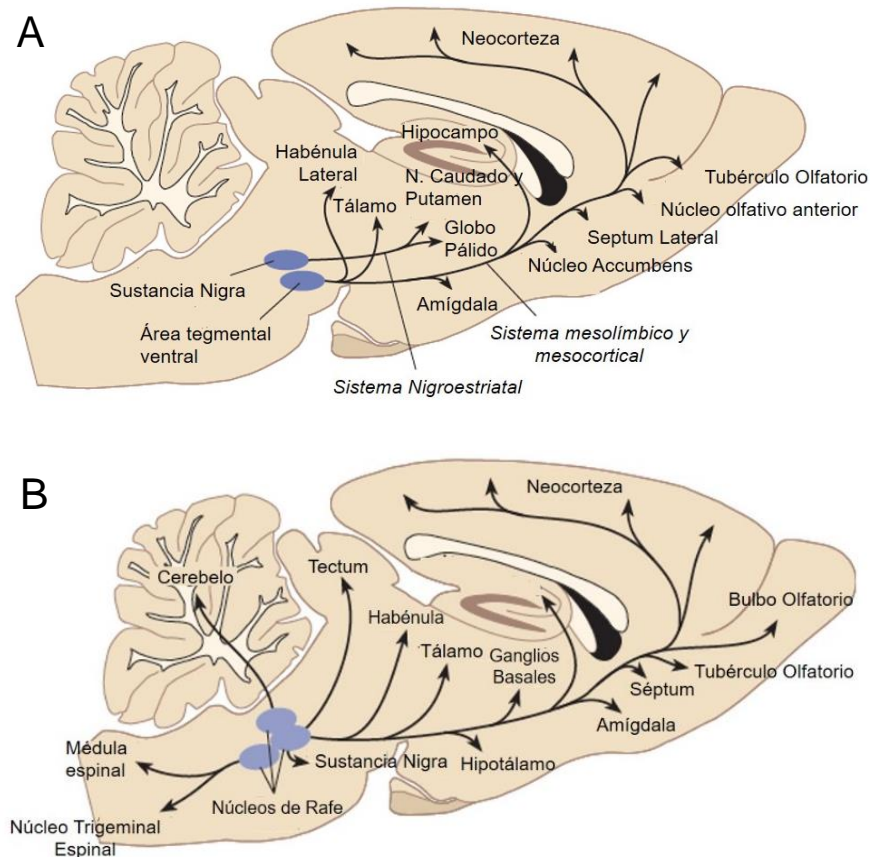 A
Neocorteza
Hipocampo
Habénula
Lateral
N. Caudado y
Putamen
Tálamo
Tubérculo Olfatorio
Núcleo olfativo anterior
Globo
Pálido
Septum Lateral
Núcleo Accumbens
Sustancia Nigra
Amígdala
Área tegmental
ventral
Sistema mesolímbico y
mesocortical
Sistema Nigroestriatal
B
Neocorteza
Cerebelo
Tectum
Bulbo Olfatorio
Habénula
Tálamo
Ganglios
Basales
Tubérculo Olfatorio
Séptum
Amígdala
Médula
espinal
Sustancia Nigra
Hipotálamo
Núcleos de Rafe
Núcleo Trigeminal
Espinal